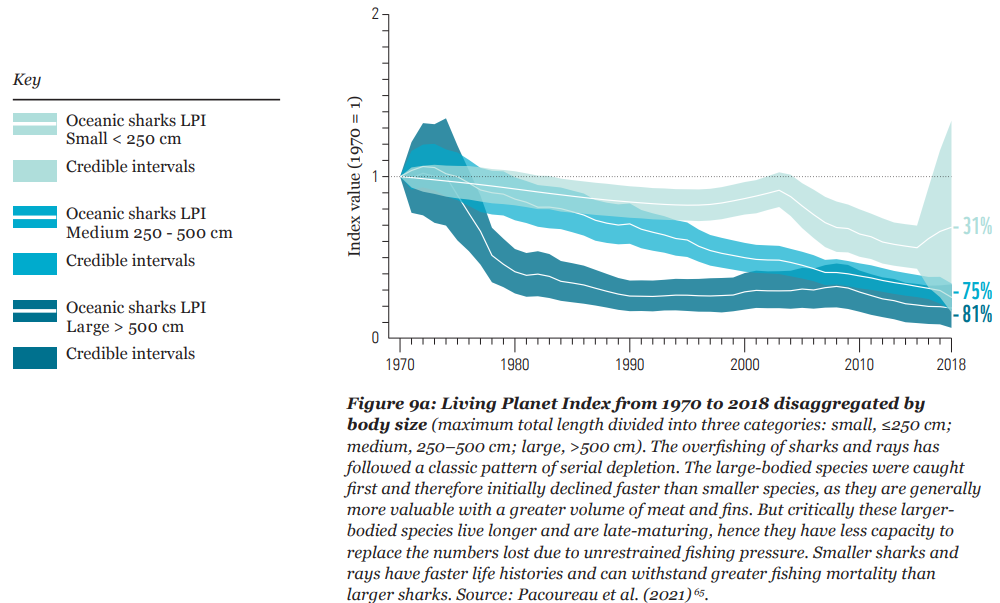 Key
Oceanic sharks LPI
Small < 250 cm
Credible intervals
Oceanic sharks LPI
Medium 250 - 500 cm
Credible intervals
Oceanic sharks LPI
Large > 500 cm
Credible intervals
Index value (1970 = 1)
2
1
0
1970
1980
1990
2000
2010
2018
- 31%
- 75%
- 81%
Figure 9a: Living Planet Index from 1970 to 2018 disaggregated by
body size (maximum total length divided into three categories: small, ≤250 cm;
medium, 250–500 cm; large, >500 cm). The overfishing of sharks and rays has
followed a classic pattern of serial depletion. The large-bodied species were caught
first and therefore initially declined faster than smaller species, as they are generally
more valuable with a greater volume of meat and fins. But critically these larger-
bodied species live longer and are late-maturing, hence they have less capacity to
replace the numbers lost due to unrestrained fishing pressure. Smaller sharks and
rays have faster life histories and can withstand greater fishing mortality than
larger sharks. Source: Pacoureau et al. (2021)⁶⁵.